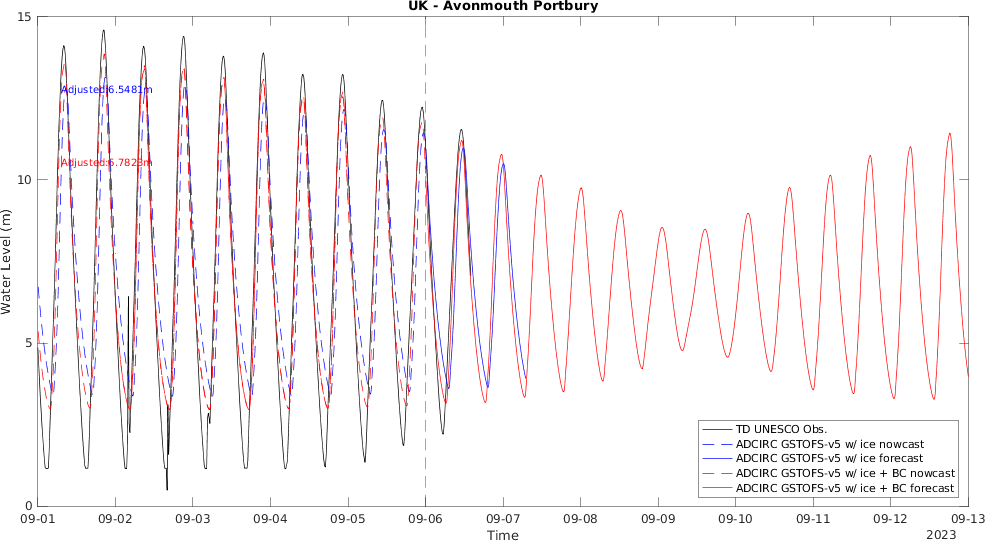 UK - Avonmouth Portbury
15
10
5
0
Water Level (m)
Adjusted:6.5481m
Adjusted:6.7823m
TD UNESCO Obs.
ADCIRC GSTOFS-v5 w/ ice nowcast
ADCIRC GSTOFS-v5 w/ ice forecast
ADCIRC GSTOFS-v5 w/ ice + BC nowcast
ADCIRC GSTOFS-v5 w/ ice + BC forecast
09-01 09-02 09-03 09-04 09-05 09-06 09-07 09-08 09-09 09-10 09-11 09-12 09-13
Time
2023